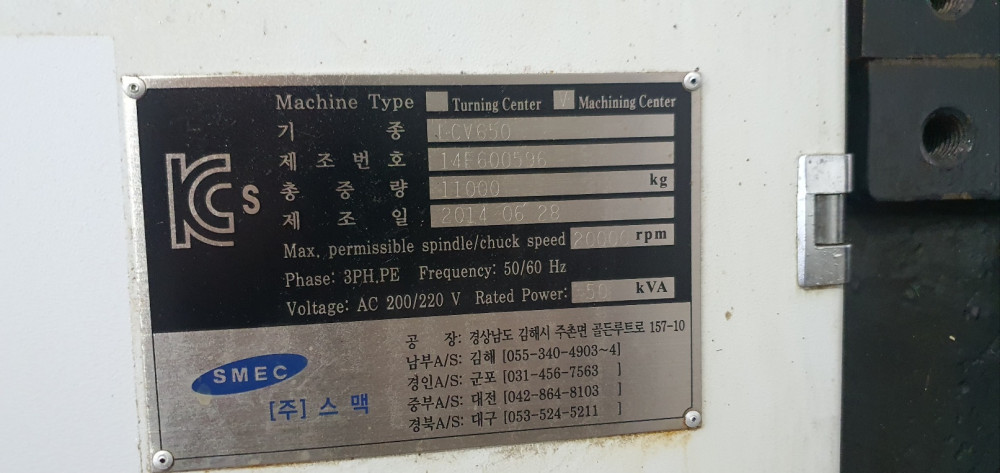 Machine Type Turning Center / Machining Center
기 종 LCV650
제 조 번 호 14E600596
총 중 량 11000 kg
제 조 일 2014 06 28
Max. permissible spindle/chuck speed 20000 rpm
Phase: 3PH,PE Frequency: 50/60 Hz
Voltage: AC 200/220 V Rated Power: 50 kVA
KCs
공 장: 경상남도 김해시 주촌면 골든루트로 157-10
남부A/S: 김해 [055-340-4903~4]
경인A/S: 군포 [031-456-7563 ]
중부A/S: 대전 [042-864-8103 ]
경북A/S: 대구 [053-524-5211 ]
SMEC
[주] 스 맥